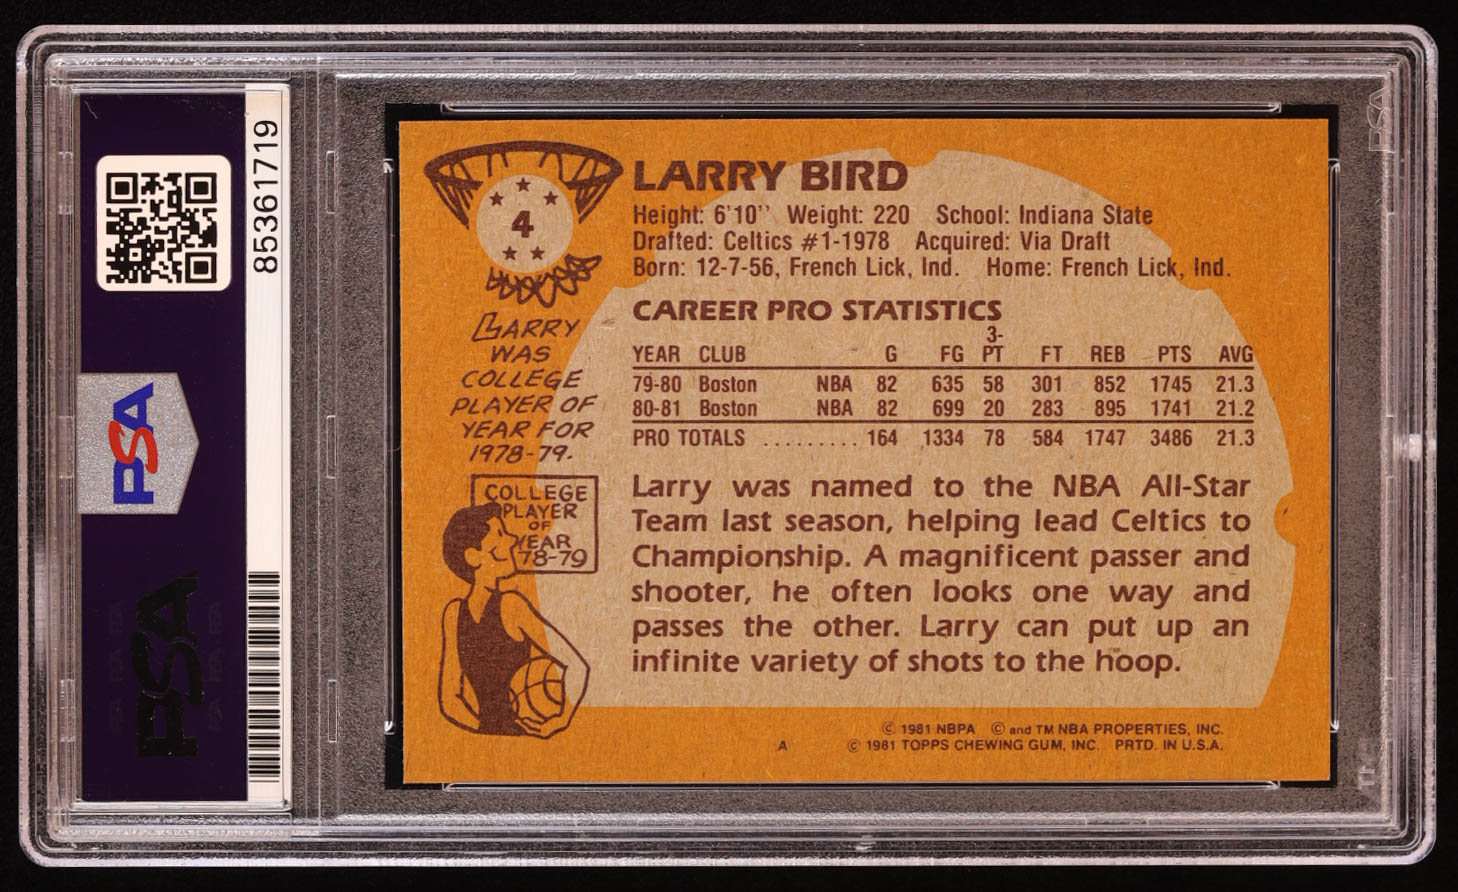 85361719
PSA
PSA
PSA
4
LARRY BIRD
Height: 6'10'' Weight: 220 School: Indiana State
Drafted: Celtics #1-1978 Acquired: Via Draft
Born: 12-7-56, French Lick, Ind. Home: French Lick, Ind.
LARRY
WAS
COLLEGE
PLAYER OF
YEAR FOR
1978-79.
COLLEGE
PLAYER
OF
YEAR
78-79
CAREER PRO STATISTICS
YEAR CLUB G FG 3-PT FT REB PTS AVG
79-80 Boston NBA 82 635 58 301 852 1745 21.3
80-81 Boston NBA 82 699 20 283 895 1741 21.2
PRO TOTALS ......... 164 1334 78 584 1747 3486 21.3
Larry was named to the NBA All-Star
Team last season, helping lead Celtics to
Championship. A magnificent passer and
shooter, he often looks one way and
passes the other. Larry can put up an
infinite variety of shots to the hoop.
© 1981 NBPA © and TM NBA PROPERTIES, INC.
A © 1981 TOPPS CHEWING GUM, INC. PRTD. IN U.S.A.